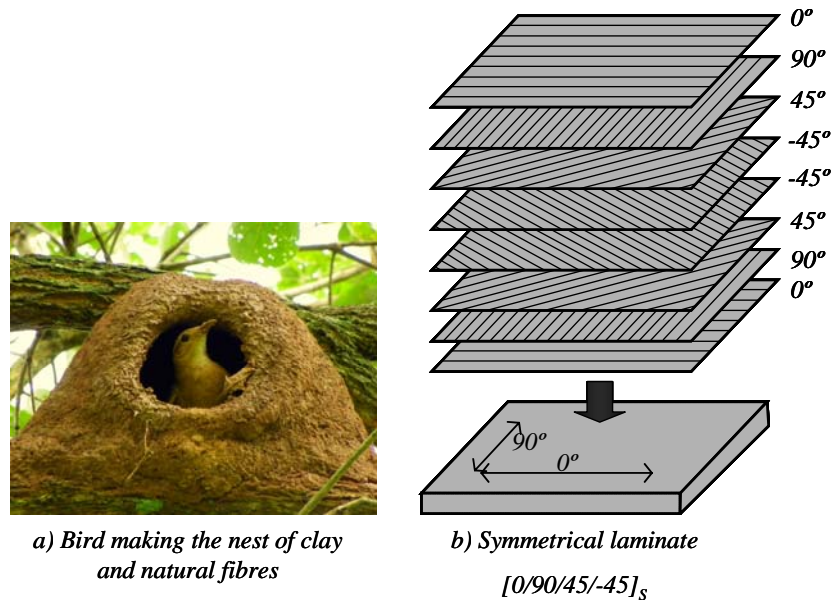 0º
90º
45º
-45º
-45º
45º
90º
0º
90º
0º
a) Bird making the nest of clay
and natural fibres
b) Symmetrical laminate
[0/90/45/-45]s